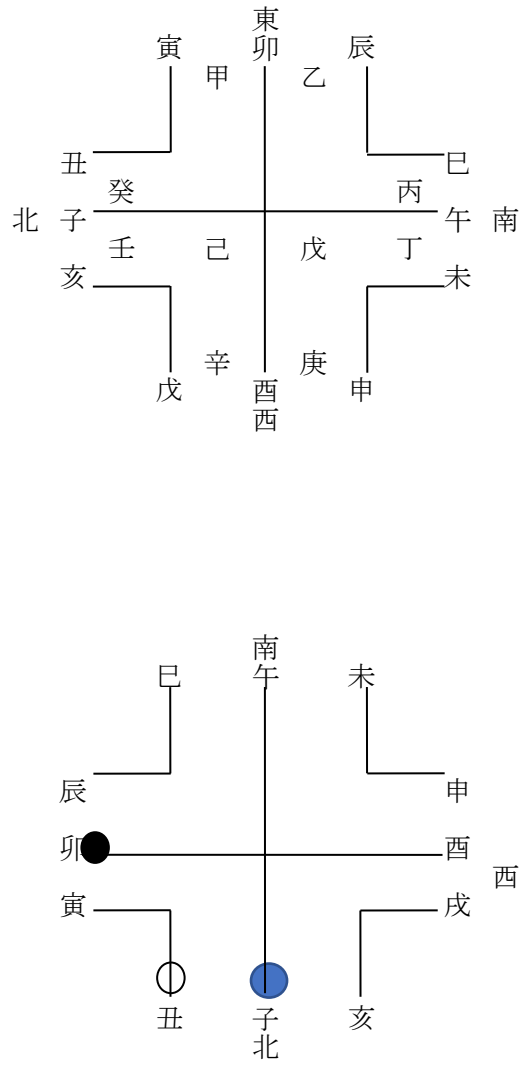 東
寅 卯 辰
甲 乙
丑 巳
癸 丙
北 子 午 南
壬 己 戊 丁
亥 未
辛 庚
戊 酉 申
西
南
巳 午 未
辰 申
卯 酉
西
寅 戌
丑 子 亥
北